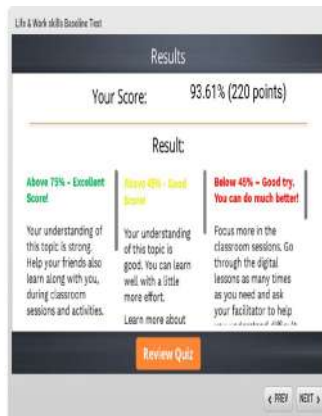 Life & Work skills Baseline Test
Results
Your Score: 93.61% (220 points)
Result:
Above 75% - Excellent
Score!
Your understanding
of this topic is strong.
Help your friends also
learn along with you,
during classroom
sessions and activities.
Above 45% - Good
Score!
Your understanding
of this topic is
good. You can learn
well with a little
more effort.
Learn more about
Below 45% - Good try.
You can do much better!
Focus more in the
classroom sessions. Go
through the digital
lessons as many times
as you need and ask
your facilitator to help
Review Quiz
< PREV
NEXT >